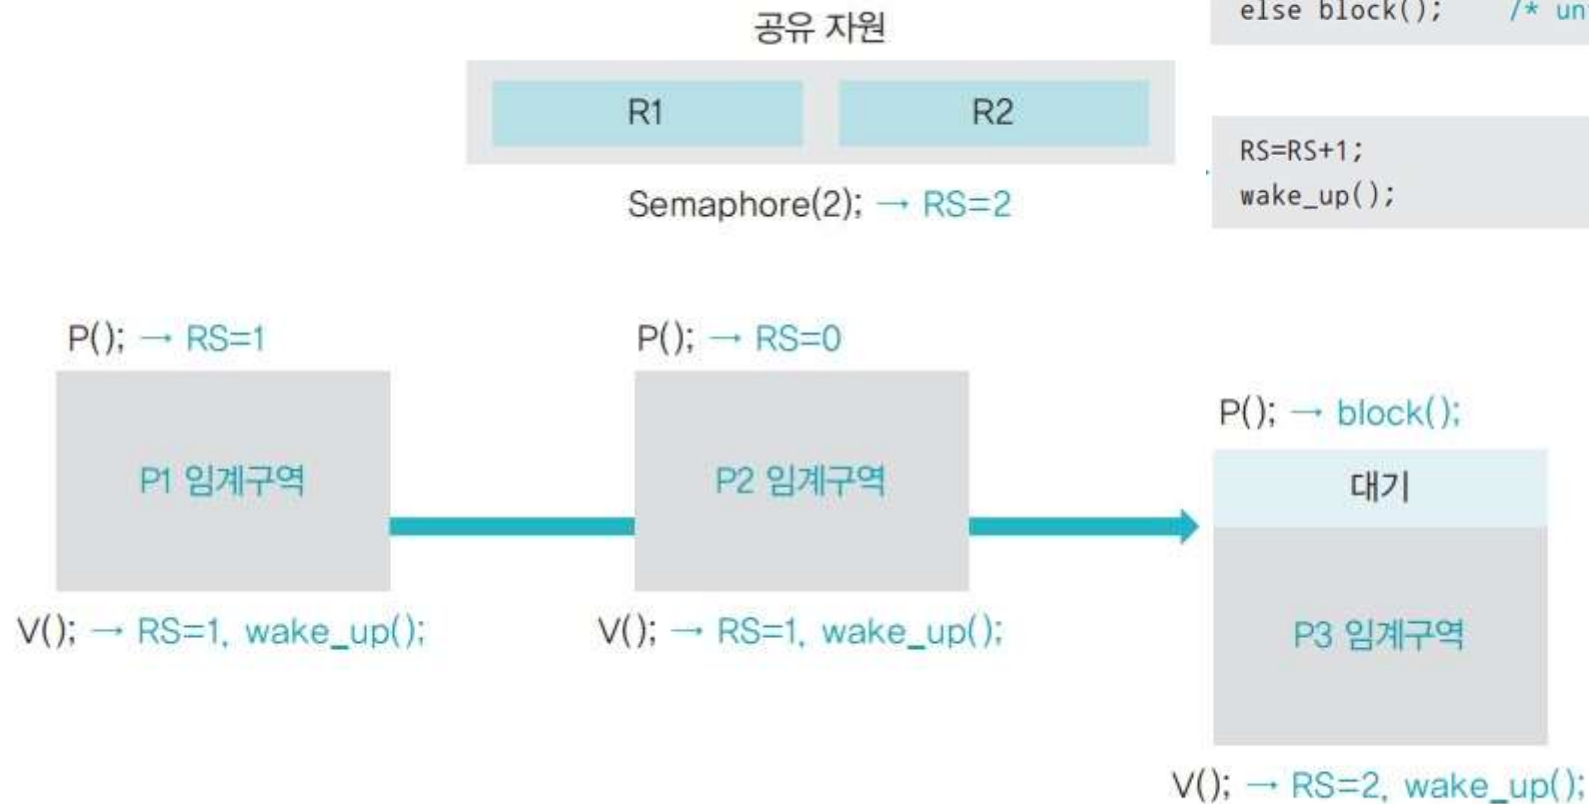 else block(); /* un
공유 자원
R1 R2
RS=RS+1;
wake_up();
Semaphore(2); → RS=2
P(); → RS=1
P(); → RS=0
P(); → block();
P1 임계구역
P2 임계구역
대기
V(); → RS=1, wake_up();
V(); → RS=1, wake_up();
P3 임계구역
V(); → RS=2, wake_up();